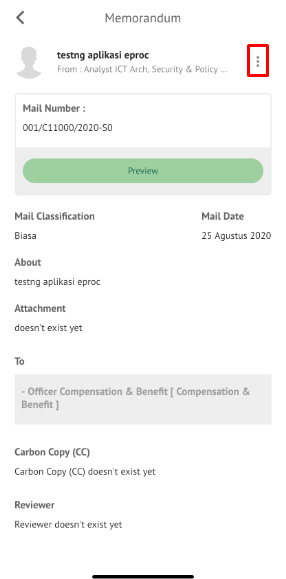 Memorandum
testng aplikasi eproc
From : Analyst ICT Arch, Security & Policy ...
Mail Number :
001/C11000/2020-S0
Preview
Mail Classification
Mail Date
Biasa
25 Agustus 2020
About
testng aplikasi eproc
Attachment
doesn't exist yet
To
- Officer Compensation & Benefit [ Compensation &
Benefit ]
Carbon Copy (CC)
Carbon Copy (CC) doesn't exist yet
Reviewer
Reviewer doesn't exist yet